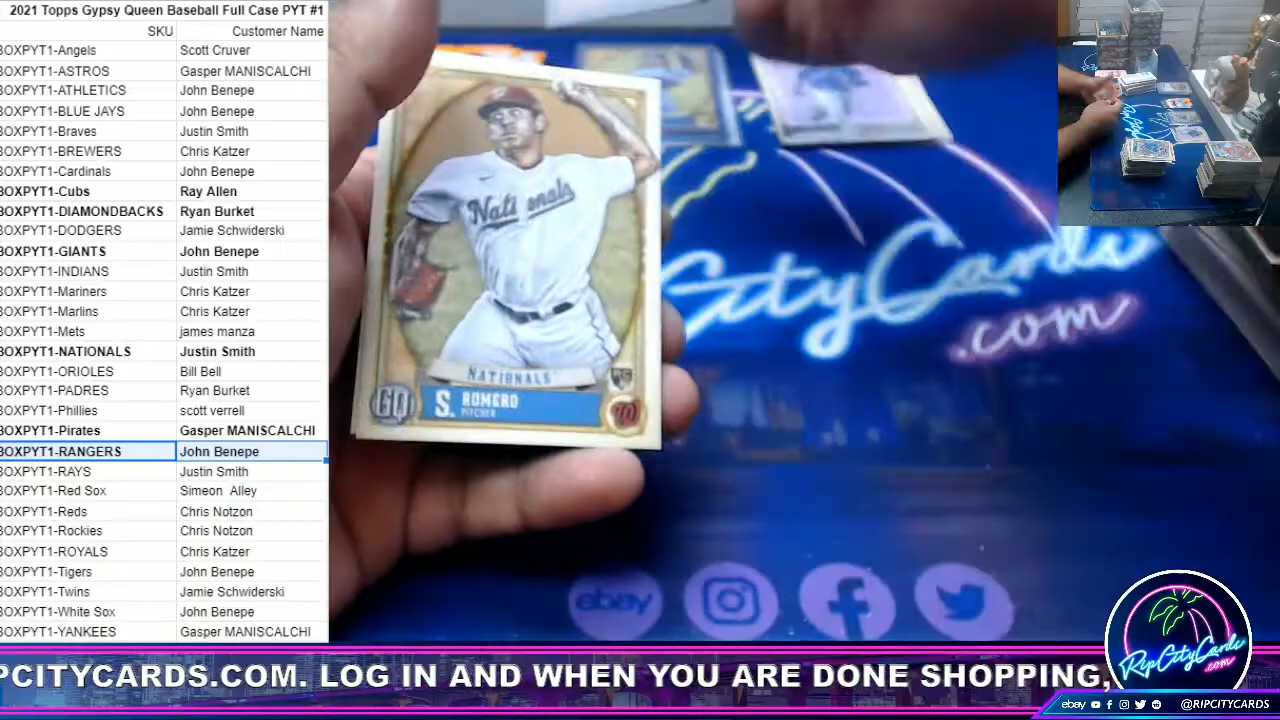 2021 Topps Gypsy Queen Baseball Full Case PYT #1
SKU Customer Name
BOXPYT1-Angels Scott Cruver
BOXPYT1-ASTROS Gasper MANISCALCHI
BOXPYT1-ATHLETICS John Benepe
BOXPYT1-BLUE JAYS John Benepe
BOXPYT1-Braves Justin Smith
BOXPYT1-BREWERS Chris Katzer
BOXPYT1-Cardinals John Benepe
BOXPYT1-Cubs Ray Allen
BOXPYT1-DIAMONDBACKS Ryan Burket
BOXPYT1-DODGERS Jamie Schwiderski
BOXPYT1-GIANTS John Benepe
BOXPYT1-INDIANS Justin Smith
BOXPYT1-Mariners Chris Katzer
BOXPYT1-Marlins Chris Katzer
BOXPYT1-Mets james manza
BOXPYT1-NATIONALS Justin Smith
BOXPYT1-ORIOLES Bill Bell
BOXPYT1-PADRES Ryan Burket
BOXPYT1-Phillies scott verrell
BOXPYT1-Pirates Gasper MANISCALCHI
BOXPYT1-RANGERS John Benepe
BOXPYT1-RAYS Justin Smith
BOXPYT1-Red Sox Simeon Alley
BOXPYT1-Reds Chris Notzon
BOXPYT1-Rockies Chris Notzon
BOXPYT1-ROYALS Chris Katzer
BOXPYT1-Tigers John Benepe
BOXPYT1-Twins Jamie Schwiderski
BOXPYT1-White Sox John Benepe
BOXPYT1-YANKEES Gasper MANISCALCHI
Nationals
NATIONALS
RC
GQ
S. ROMERO
PITCHER
W
CityCards
.com
ebay
RipCityCards
.com
PCITYCARDS.COM. LOG IN AND WHEN YOU ARE DONE SHOPPING,
ebay @RIPCITYCARDS